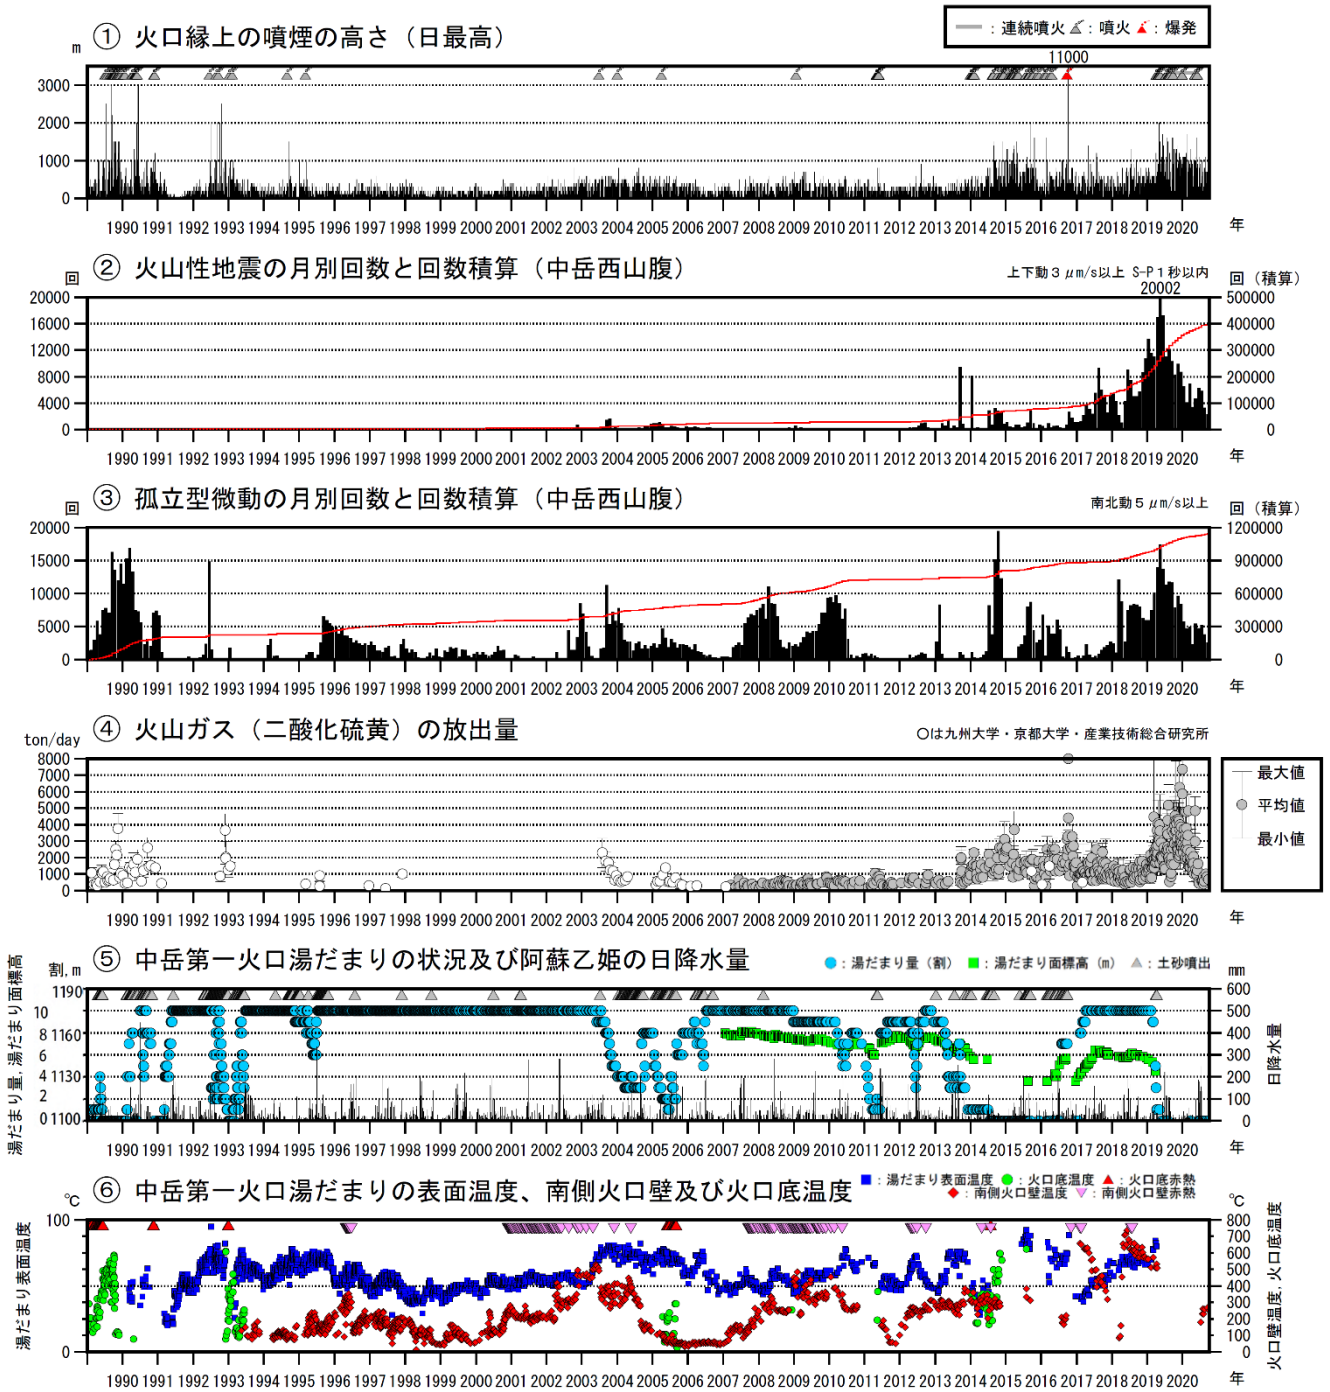 ━━ : 連続噴火 : 噴火 : 爆発
① 火口縁上の噴煙の高さ（日最高）
m
11000
3000
2000
1000
0
1990 1991 1992 1993 1994 1995 1996 1997 1998 1999 2000 2001 2002 2003 2004 2005 2006 2007 2008 2009 2010 2011 2012 2013 2014 2015 2016 2017 2018 2019 2020 年
② 火山性地震の月別回数と回数積算（中岳西山腹）
上下動３μm/s以上 S-P１秒以内
回
回（積算）
20002
20000 500000
16000 400000
12000 300000
8000 200000
4000 100000
0 0
1990 1991 1992 1993 1994 1995 1996 1997 1998 1999 2000 2001 2002 2003 2004 2005 2006 2007 2008 2009 2010 2011 2012 2013 2014 2015 2016 2017 2018 2019 2020 年
③ 孤立型微動の月別回数と回数積算（中岳西山腹）
南北動５μm/s以上
回
回（積算）
20000 1200000
15000 900000
10000 600000
5000 300000
0 0
1990 1991 1992 1993 1994 1995 1996 1997 1998 1999 2000 2001 2002 2003 2004 2005 2006 2007 2008 2009 2010 2011 2012 2013 2014 2015 2016 2017 2018 2019 2020 年
④ 火山ガス（二酸化硫黄）の放出量
ton/day
○は九州大学・京都大学・産業技術総合研究所
8000
7000
6000
5000
4000
3000
2000
1000
0
最大値
平均値
最小値
1990 1991 1992 1993 1994 1995 1996 1997 1998 1999 2000 2001 2002 2003 2004 2005 2006 2007 2008 2009 2010 2011 2012 2013 2014 2015 2016 2017 2018 2019 2020 年
⑤ 中岳第一火口湯だまりの状況及び阿蘇乙姫の日降水量
● : 湯だまり量（割） ■ : 湯だまり面標高（m） ▲ : 土砂噴出
湯だまり量,湯だまり面標高
割,m
mm
日降水量
1190 600
10 500
8 1160 400
6 300
4 1130 200
2 100
0 1100 0
1990 1991 1992 1993 1994 1995 1996 1997 1998 1999 2000 2001 2002 2003 2004 2005 2006 2007 2008 2009 2010 2011 2012 2013 2014 2015 2016 2017 2018 2019 2020 年
⑥ 中岳第一火口湯だまりの表面温度、南側火口壁及び火口底温度
■ : 湯だまり表面温度 ● : 火口底温度 ▲ : 火口底赤熱
◆ : 南側火口壁温度 ▼ : 南側火口壁赤熱
℃
℃
湯だまり表面温度
火口壁温度,火口底温度
100 800
700
600
500
400
300
200
100
0 0
1990 1991 1992 1993 1994 1995 1996 1997 1998 1999 2000 2001 2002 2003 2004 2005 2006 2007 2008 2009 2010 2011 2012 2013 2014 2015 2016 2017 2018 2019 2020 年